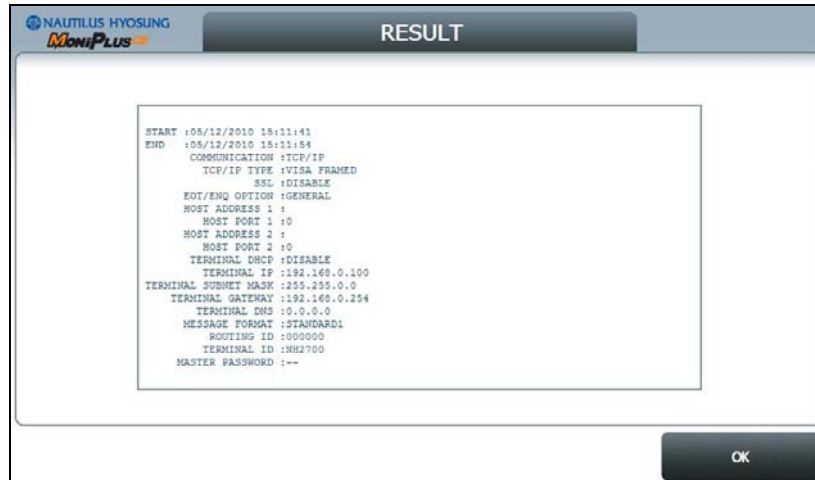 NAUTILUS HYOSUNG
MONiPLUS CE
RESULT
START :05/12/2010 15:11:41
END :05/12/2010 15:11:54
COMMUNICATION :TCP/IP
TCP/IP TYPE :VISA FRAMED
SSL :DISABLE
EOT/ENQ OPTION :GENERAL
HOST ADDRESS 1 :
HOST PORT 1 :0
HOST ADDRESS 2 :
HOST PORT 2 :0
TERMINAL DHCP :DISABLE
TERMINAL IP :192.168.0.100
TERMINAL SUBNET MASK :255.255.0.0
TERMINAL GATEWAY :192.168.0.254
TERMINAL DNS :0.0.0.0
MESSAGE FORMAT :STANDARD1
ROUTING ID :000000
TERMINAL ID :NH2700
MASTER PASSWORD :--
OK